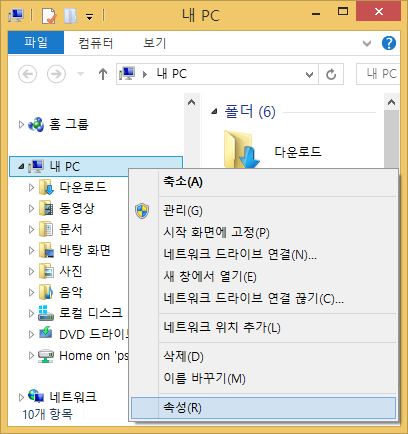 내 PC
파일
컴퓨터
보기
내 PC
내 PC
홈 그룹
폴더 (6)
내 PC
다운로드
다운로드
동영상
문서
바탕 화면
사진
음악
로컬 디스크
DVD 드라이브
Home on 'ps
네트워크
10개 항목
축소(A)
관리(G)
시작 화면에 고정(P)
네트워크 드라이브 연결(N)...
새 창에서 열기(E)
네트워크 드라이브 연결 끊기(C)...
네트워크 위치 추가(L)
삭제(D)
이름 바꾸기(M)
속성(R)